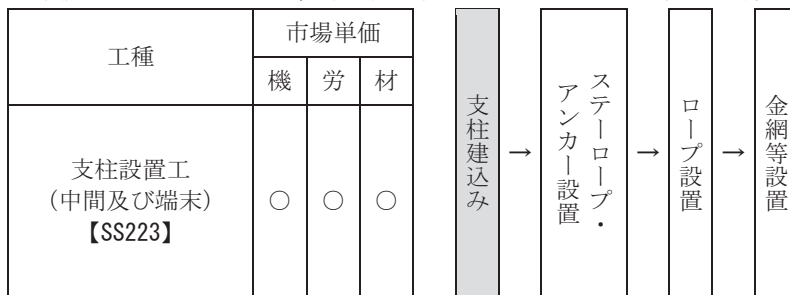 工種
市場単価
機 労 材
支柱設置工
(中間及び端末)
【SS223】
○ ○ ○
支柱建込み
→
ステーロープ・
アンカー設置
→
ロープ設置
→
金網等設置